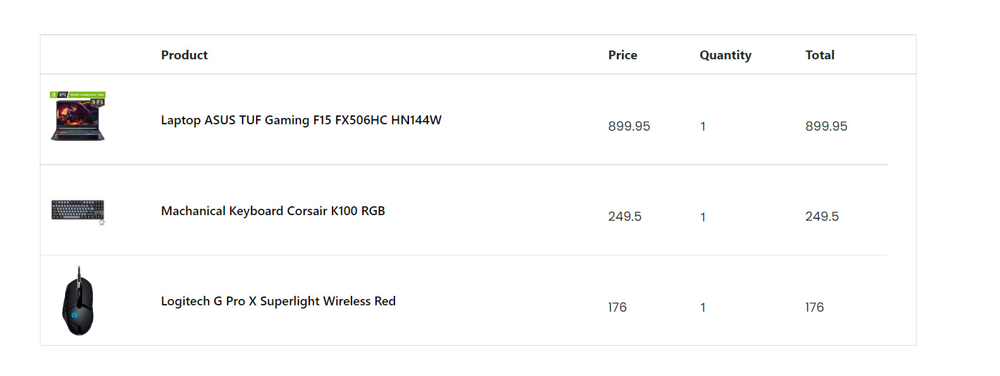 Product Price Quantity Total
351
Laptop ASUS TUF Gaming F15 FX506HC HN144W 899.95 1 899.95
Machanical Keyboard Corsair K100 RGB 249.5 1 249.5
Logitech G Pro X Superlight Wireless Red 176 1 176